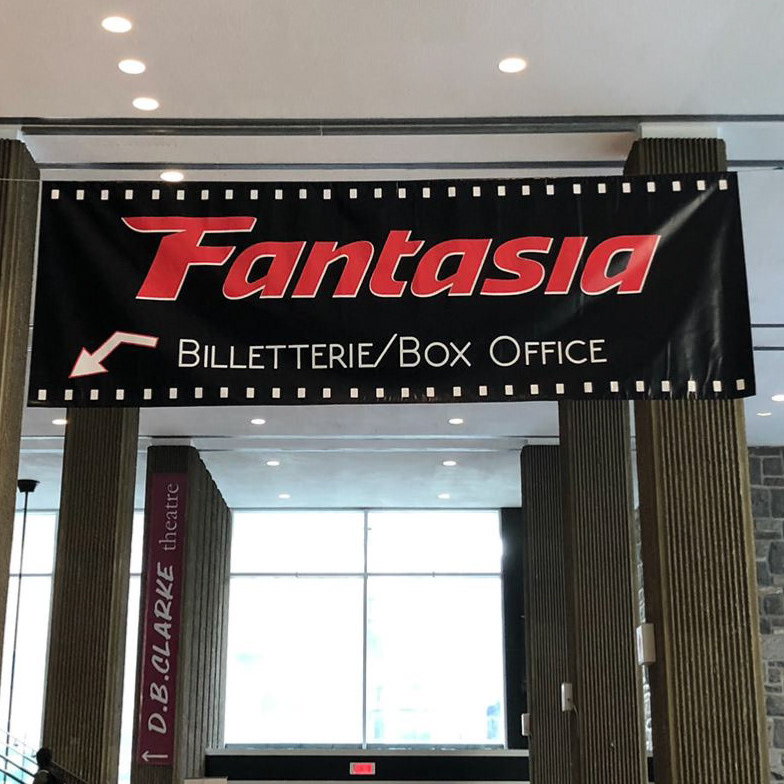 Fantasia
BILLETTERIE/BOX OFFICE
D.B.CLARKE theatre